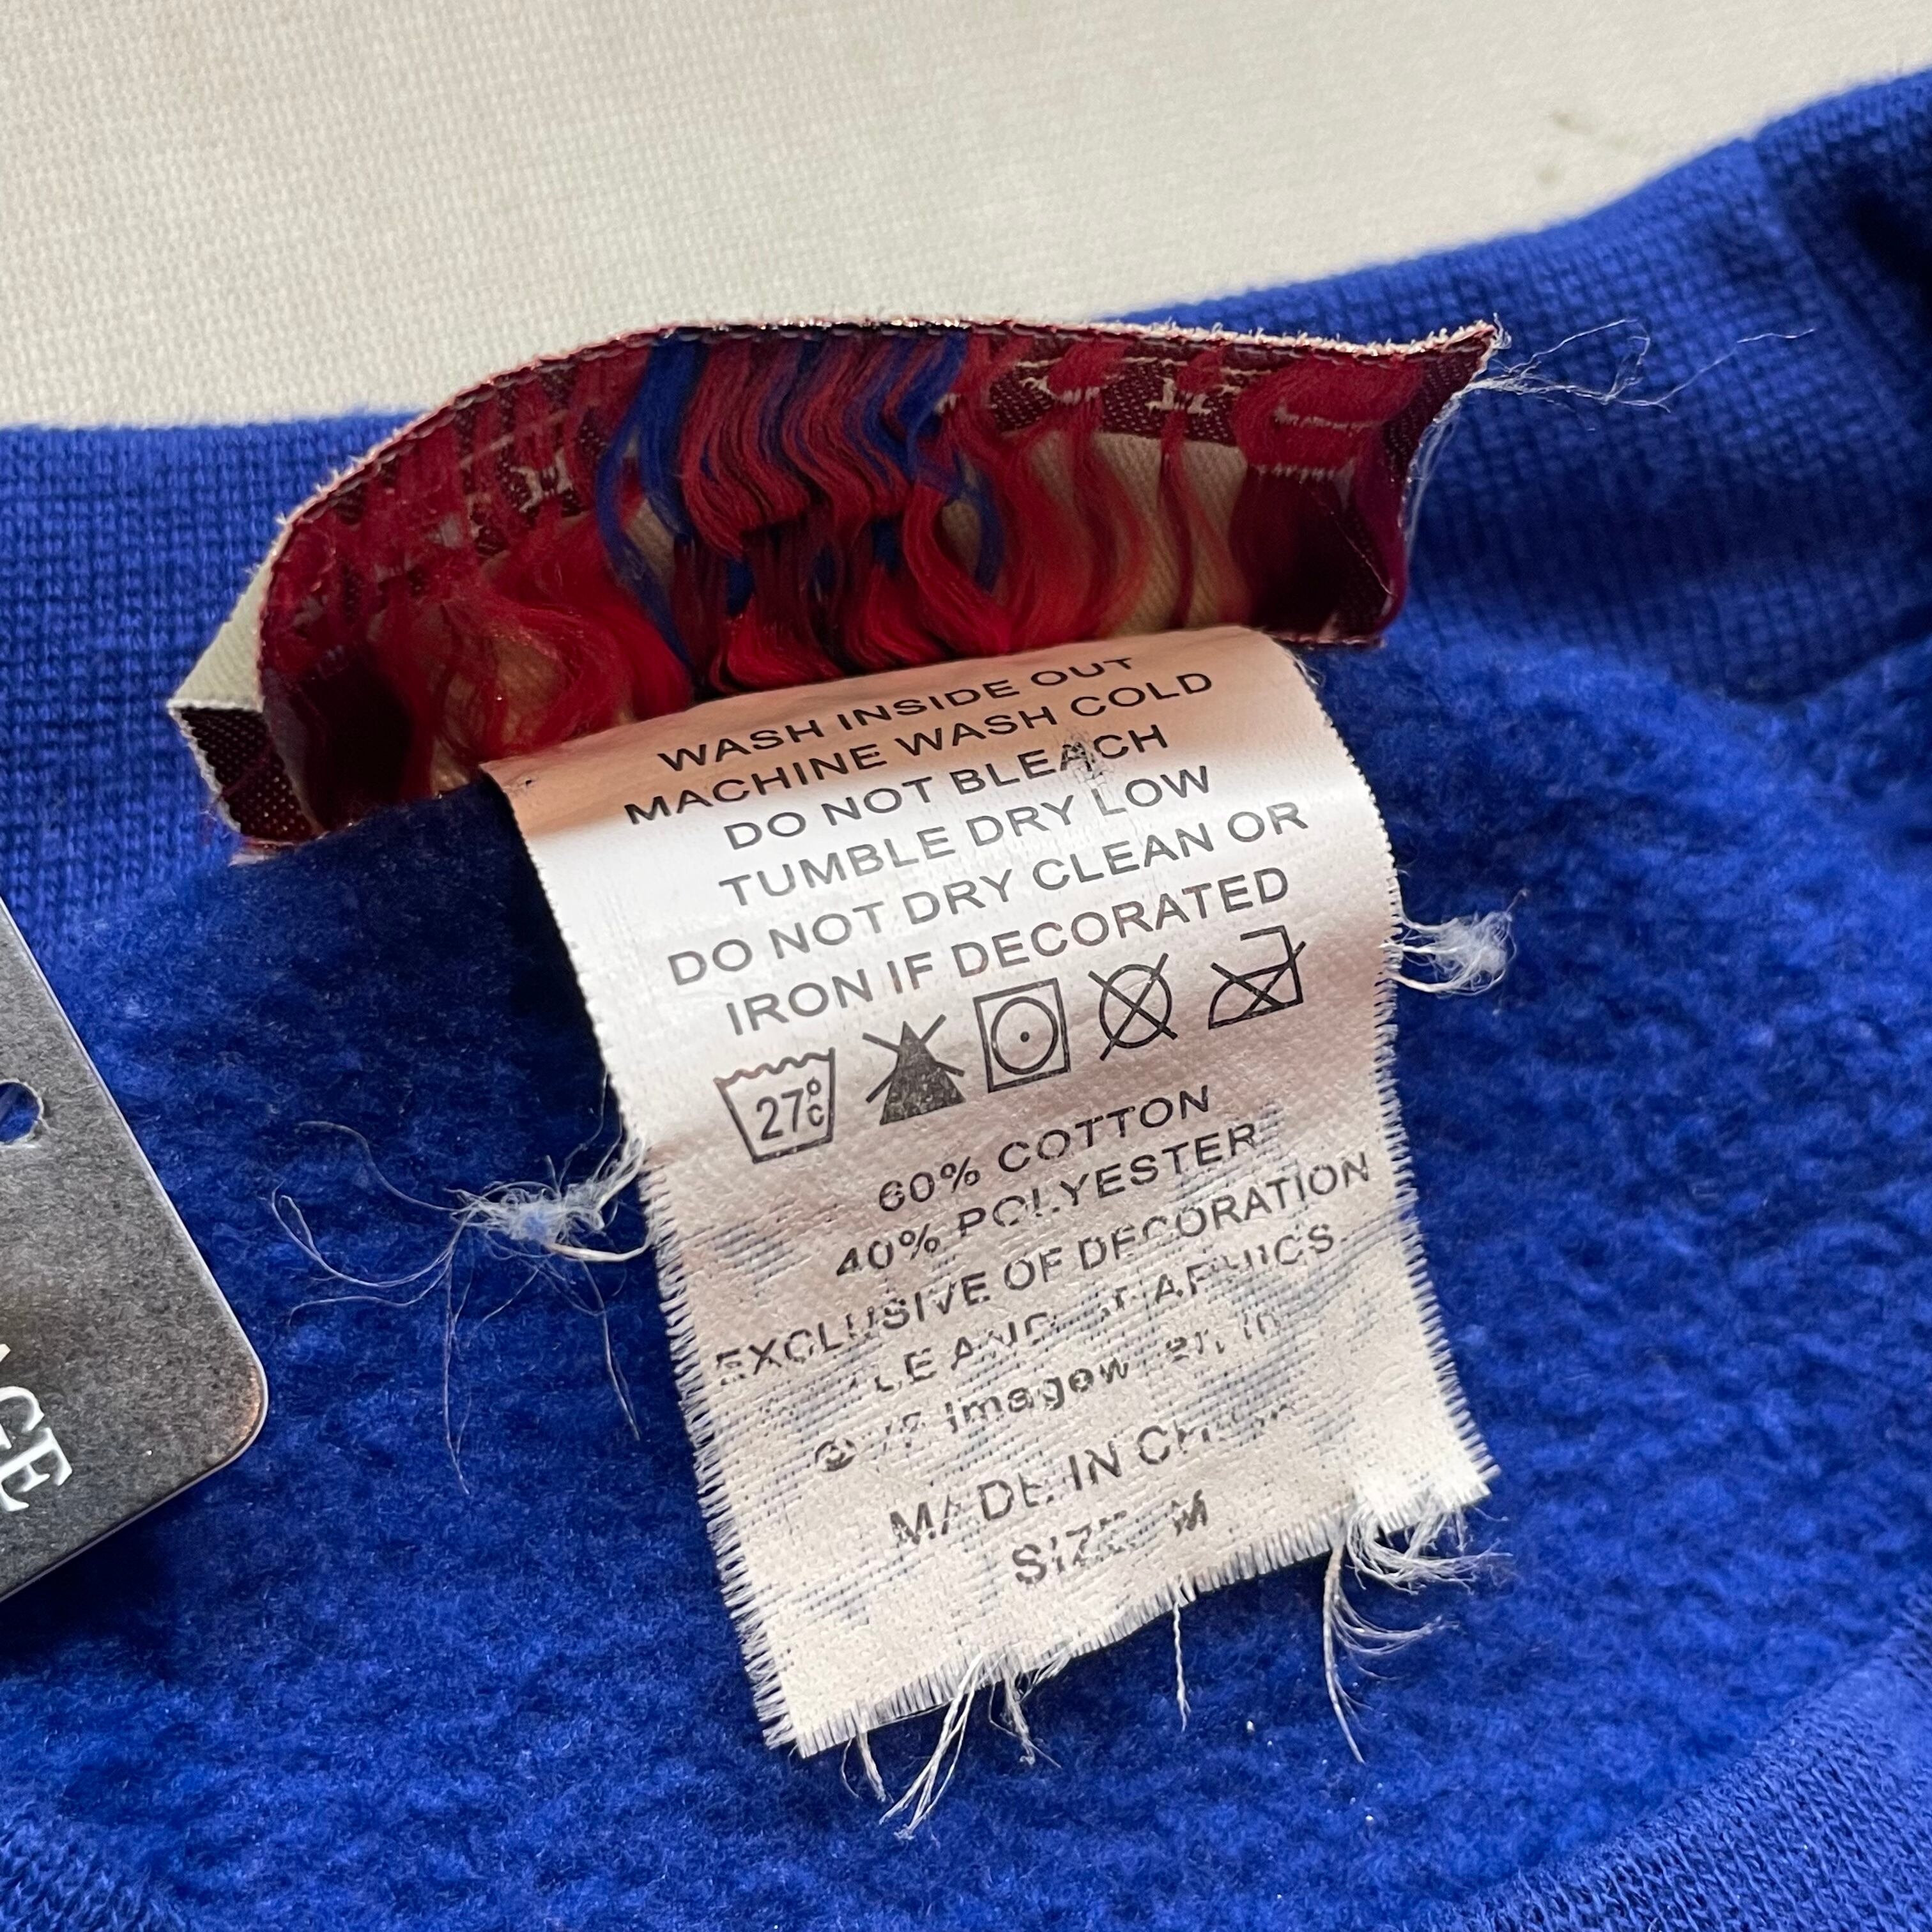 WASH INSIDE OUT
MACHINE WASH COLD
DO NOT BLEACH
TUMBLE DRY LOW
DO NOT DRY CLEAN OR
IRON IF DECORATED
27°C
60% COTTON
40% POLYESTER
EXCLUSIVE OF DECORATION
AND
MADE IN
SIZE M